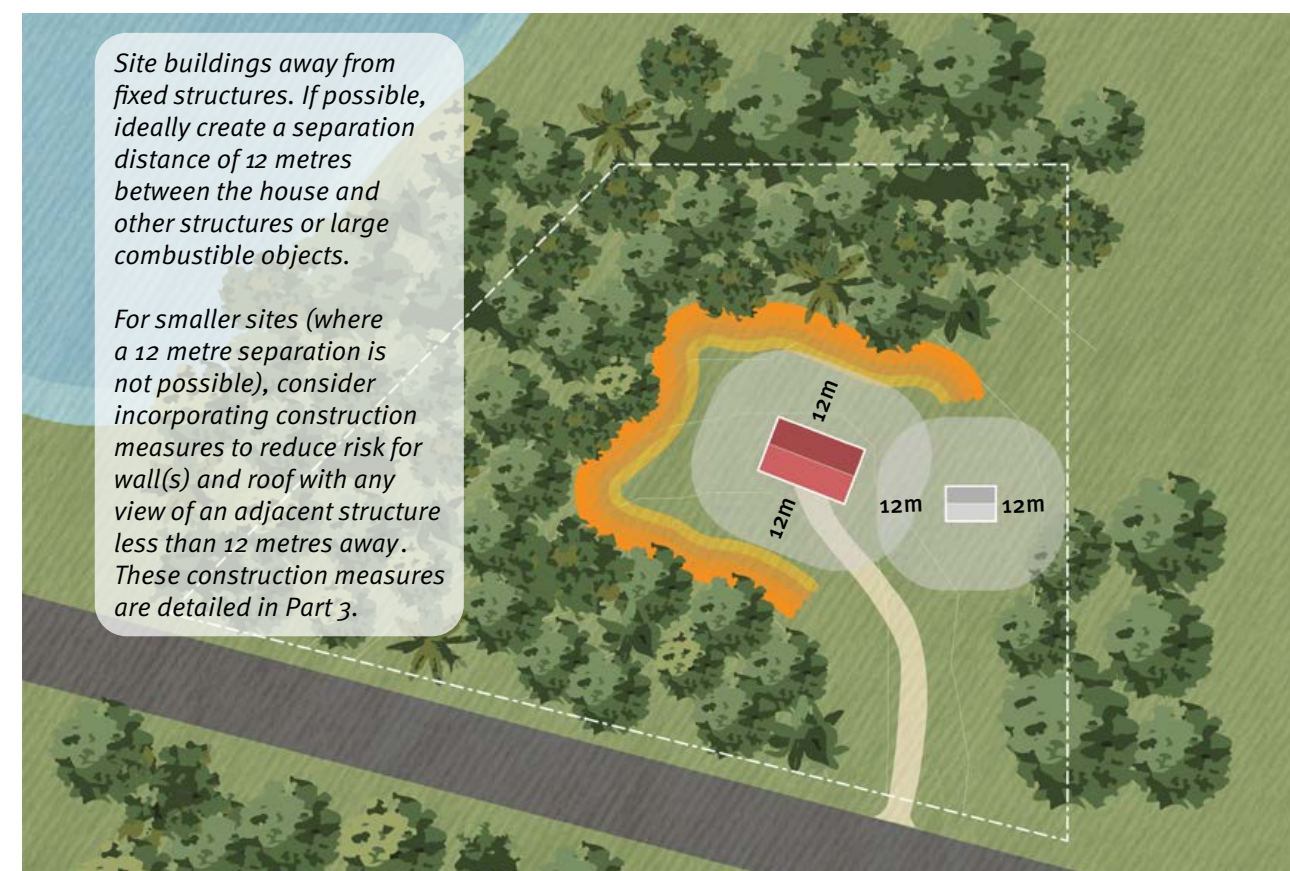 Site buildings away from
fixed structures. If possible,
ideally create a separation
distance of 12 metres
between the house and
other structures or large
combustible objects.
For smaller sites (where
a 12 metre separation is
not possible), consider
incorporating construction
measures to reduce risk for
wall(s) and roof with any
view of an adjacent structure
less than 12 metres away.
These construction measures
are detailed in Part 3.
12m
12m
12m
12m